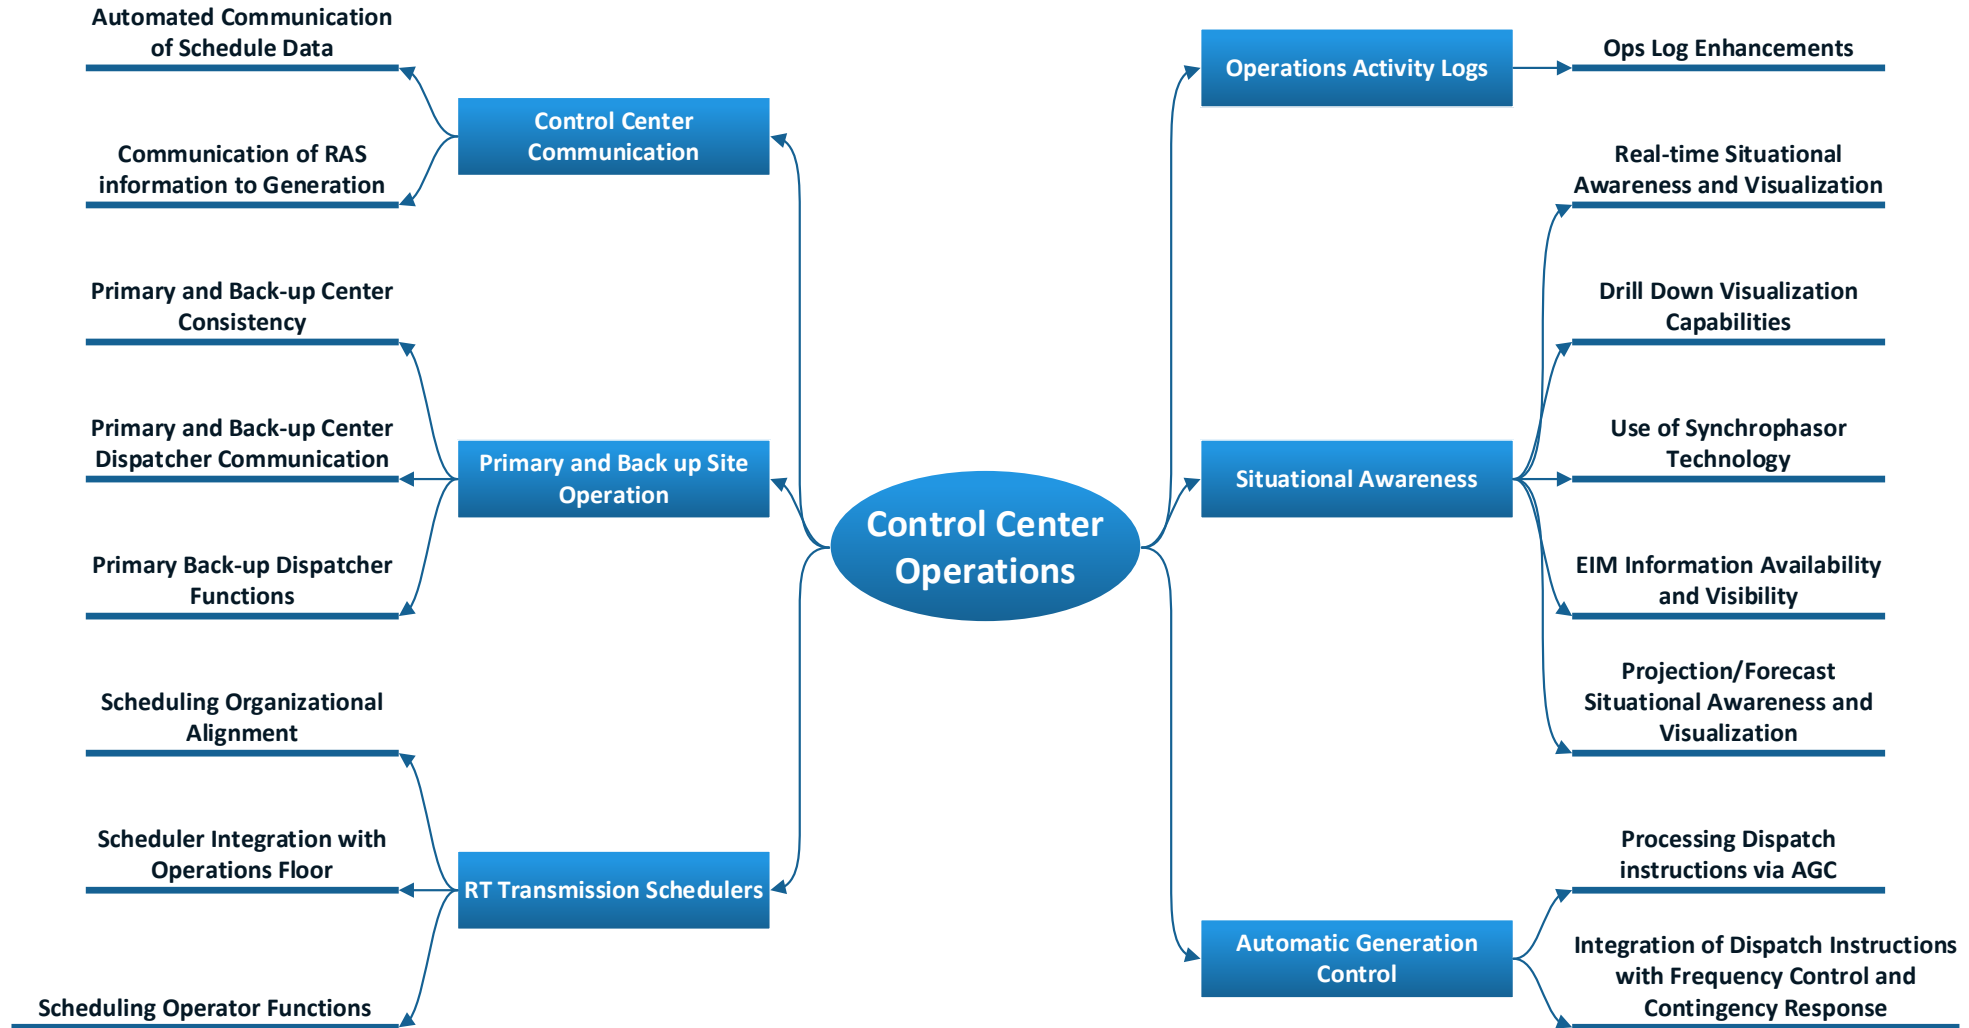 Automated Communication
of Schedule Data
Control Center
Communication
Communication of RAS
information to Generation
Primary and Back-up Center
Consistency
Primary and Back-up Center
Dispatcher Communication
Primary and Back up Site
Operation
Primary Back-up Dispatcher
Functions
Scheduling Organizational
Alignment
Scheduler Integration with
Operations Floor
RT Transmission Schedulers
Scheduling Operator Functions
Control Center
Operations
Operations Activity Logs
Ops Log Enhancements
Real-time Situational
Awareness and Visualization
Drill Down Visualization
Capabilities
Situational Awareness
Use of Synchrophasor
Technology
EIM Information Availability
and Visibility
Projection/Forecast
Situational Awareness and
Visualization
Automatic Generation
Control
Processing Dispatch
instructions via AGC
Integration of Dispatch Instructions
with Frequency Control and
Contingency Response